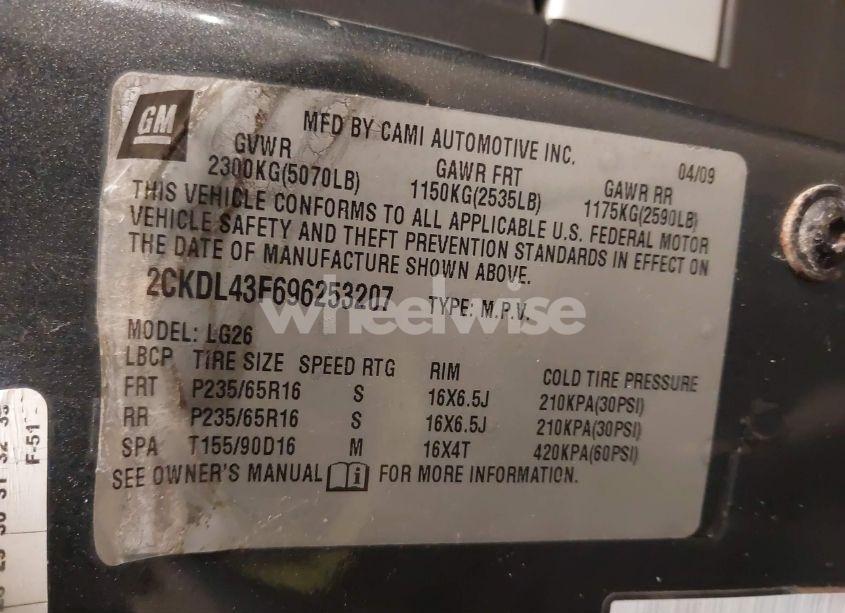 GM
MFD BY CAMI AUTOMOTIVE INC.
04/09
GVWR GAWR FRT GAWR RR
2300KG(5070LB) 1150KG(2535LB) 1175KG(2590LB)
THIS VEHICLE CONFORMS TO ALL APPLICABLE U.S. FEDERAL MOTOR
VEHICLE SAFETY AND THEFT PREVENTION STANDARDS IN EFFECT ON
THE DATE OF MANUFACTURE SHOWN ABOVE.
2CKDL43F696253207 TYPE: M.P.V.
wheelwise
MODEL: LG26
LBCP TIRE SIZE SPEED RTG RIM COLD TIRE PRESSURE
FRT P235/65R16 S 16X6.5J 210KPA(30PSI)
RR P235/65R16 S 16X6.5J 210KPA(30PSI)
SPA T155/90D16 M 16X4T 420KPA(60PSI)
SEE OWNER'S MANUAL i FOR MORE INFORMATION.
F-51